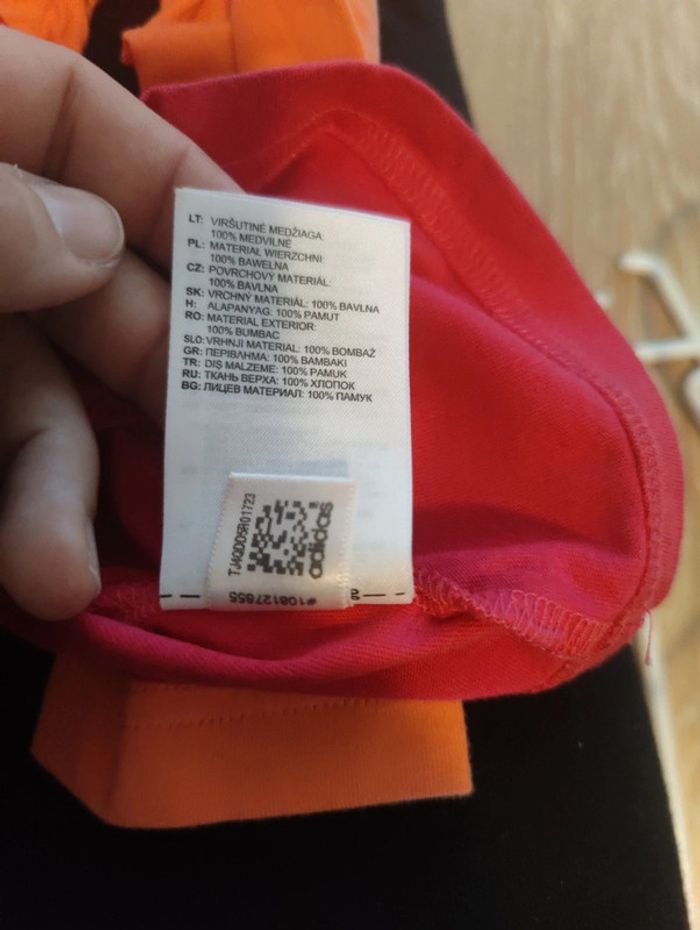 LT: VIRŠUTINĖ MEDŽIAGA:
100% MEDVILNĖ
PL: MATERIAŁ WIERZCHNI:
100% BAWEŁNA
CZ: POVRCHOVÝ MATERIÁL:
100% BAVLNA
SK: VRCHNÝ MATERIÁL: 100% BAVLNA
H: ALAPANYAG: 100% PAMUT
RO: MATERIAL EXTERIOR:
100% BUMBAC
SLO: VRHNJI MATERIAL: 100% BOMBAŽ
GR: ΠΕΡΙΒΛΗΜΑ: 100% ΒΑΜΒΑΚΙ
TR: DIŞ MALZEME: 100% PAMUK
RU: ТКАНЬ ВЕРХА: 100% ХЛОПОК
BG: ЛИЦЕВ МАТЕРИАЛ: 100% ПАМУК
adidas
#108127855